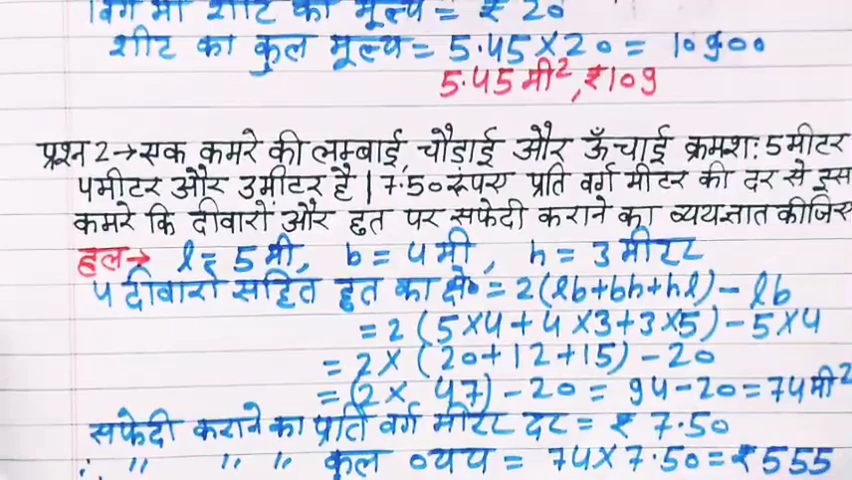 वर्ग मी शीट का मूल्य = ₹ 20
शीट का कुल मूल्य = 5.45×20 = 109.00
5.45 मी², ₹109
प्रश्न 2→ एक कमरे की लम्बाई, चौड़ाई और ऊँचाई क्रमश: 5 मीटर
4 मीटर और 3 मीटर है | 7.50 रुपए प्रति वर्ग मीटर की दर से इस
कमरे कि दीवारों और छत पर सफेदी कराने का व्यय ज्ञात कीजिए
हल→ l = 5 मी, b = 4 मी, h = 3 मीटर
4 दीवारों सहित छत का क्षे॰ = 2(lb+bh+hl) - lb
= 2 (5×4+4×3+3×5) - 5×4
= 2× (20+12+15) - 20
= (2× 47) - 20 = 94-20 = 74 मी²
सफेदी कराने का प्रति वर्ग मीटर दर = ₹ 7.50
∴ " " " कुल व्यय = 74×7.50 = ₹555